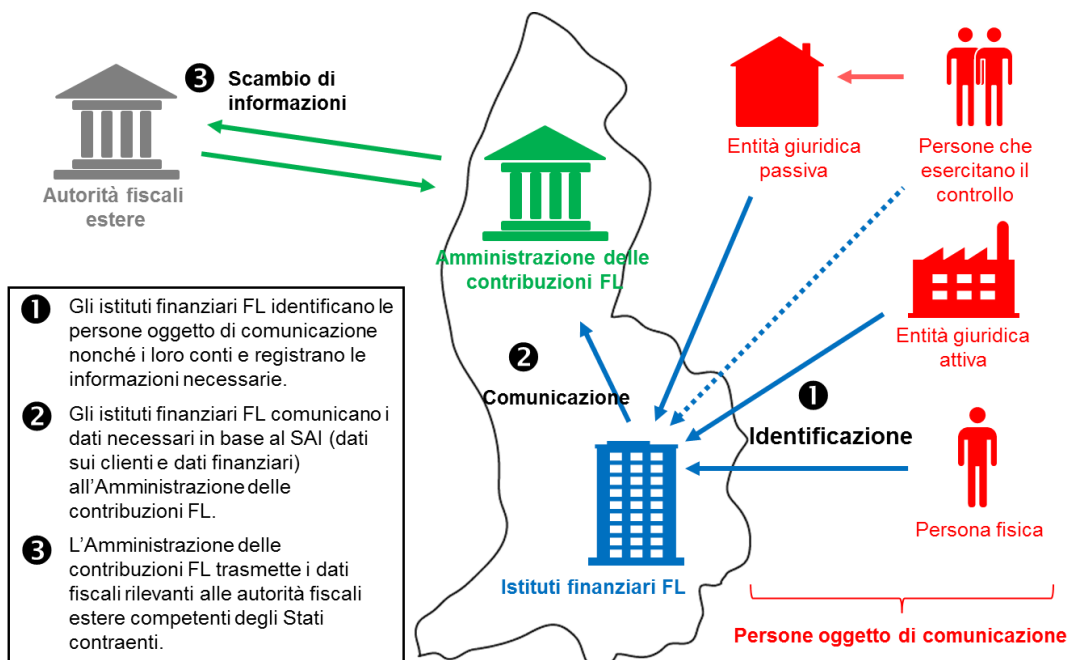 ❸ Scambio di
informazioni
Autorità fiscali
estere
Amministrazione delle
contribuzioni FL
Entità giuridica
passiva
Persone che
esercitano il
controllo
Entità giuridica
attiva
❷
Comunicazione
❶
Identificazione
Persona fisica
Istituti finanziari FL
Persone oggetto di comunicazione
❶ Gli istituti finanziari FL identificano le
persone oggetto di comunicazione
nonché i loro conti e registrano le
informazioni necessarie.
❷ Gli istituti finanziari FL comunicano i
dati necessari in base al SAI (dati
sui clienti e dati finanziari)
all’Amministrazione delle
contribuzioni FL.
❸ L’Amministrazione delle
contribuzioni FL trasmette i dati
fiscali rilevanti alle autorità fiscali
estere competenti degli Stati
contraenti.